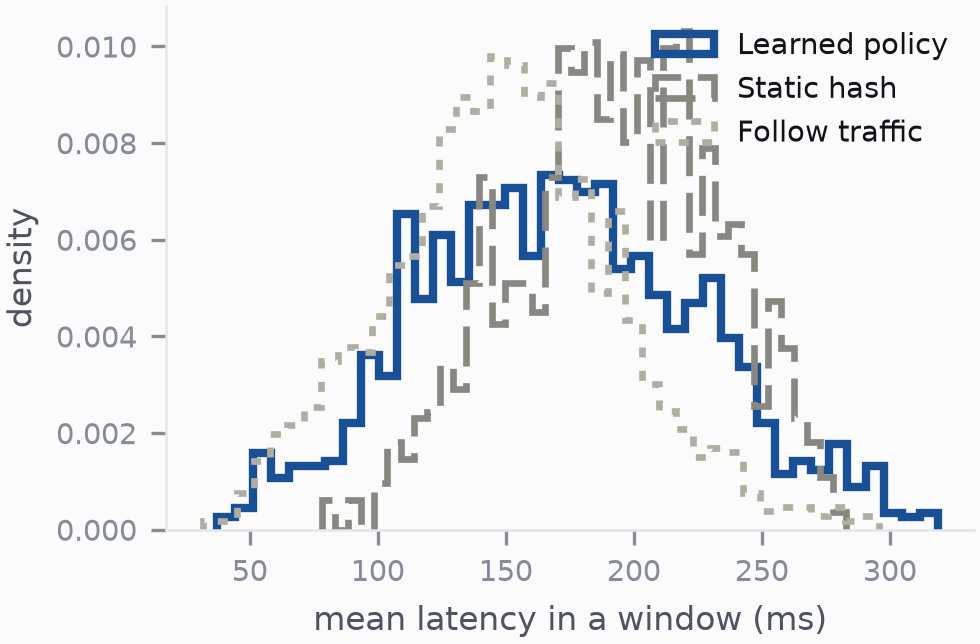 Learned policy
Static hash
Follow traffic
0.010
0.008
0.006
0.004
0.002
0.000
density
50 100 150 200 250 300
mean latency in a window (ms)